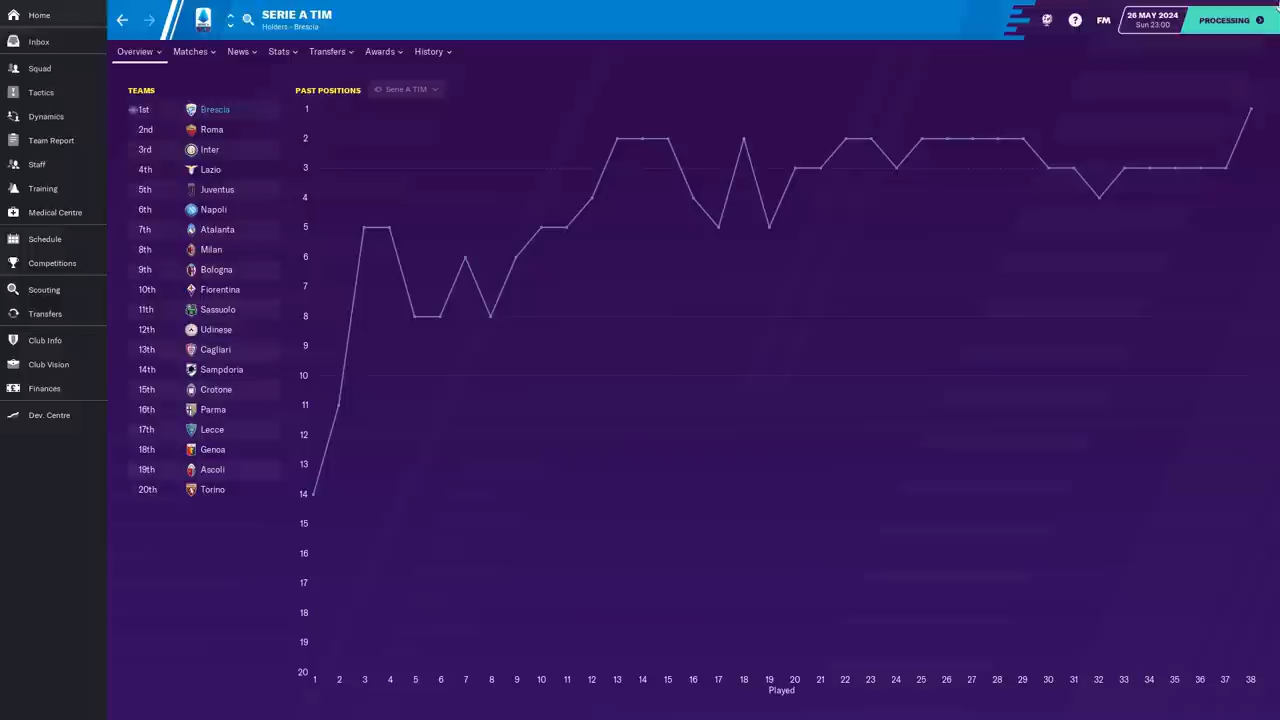 Home
Inbox
Squad
Tactics
Dynamics
Team Report
Staff
Training
Medical Centre
Schedule
Competitions
Scouting
Transfers
Club Info
Club Vision
Finances
Dev. Centre
SERIE A TIM
Holders - Brescia
FM
26 MAY 2024
Sun 23:00
PROCESSING
Overview Matches News Stats Transfers Awards History
TEAMS
1st Brescia
2nd Roma
3rd Inter
4th Lazio
5th Juventus
6th Napoli
7th Atalanta
8th Milan
9th Bologna
10th Fiorentina
11th Sassuolo
12th Udinese
13th Cagliari
14th Sampdoria
15th Crotone
16th Parma
17th Lecce
18th Genoa
19th Ascoli
20th Torino
PAST POSITIONS Serie A TIM
1
2
3
4
5
6
7
8
9
10
11
12
13
14
15
16
17
18
19
20
1 2 3 4 5 6 7 8 9 10 11 12 13 14 15 16 17 18 19 20 21 22 23 24 25 26 27 28 29 30 31 32 33 34 35 36 37 38
Played